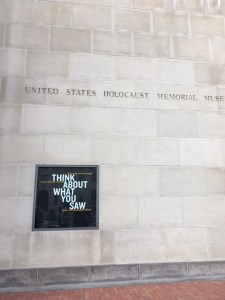 UNITED STATES HOLOCAUST MEMORIAL MUSE
THINK
ABOUT
WHAT
YOU
SAW